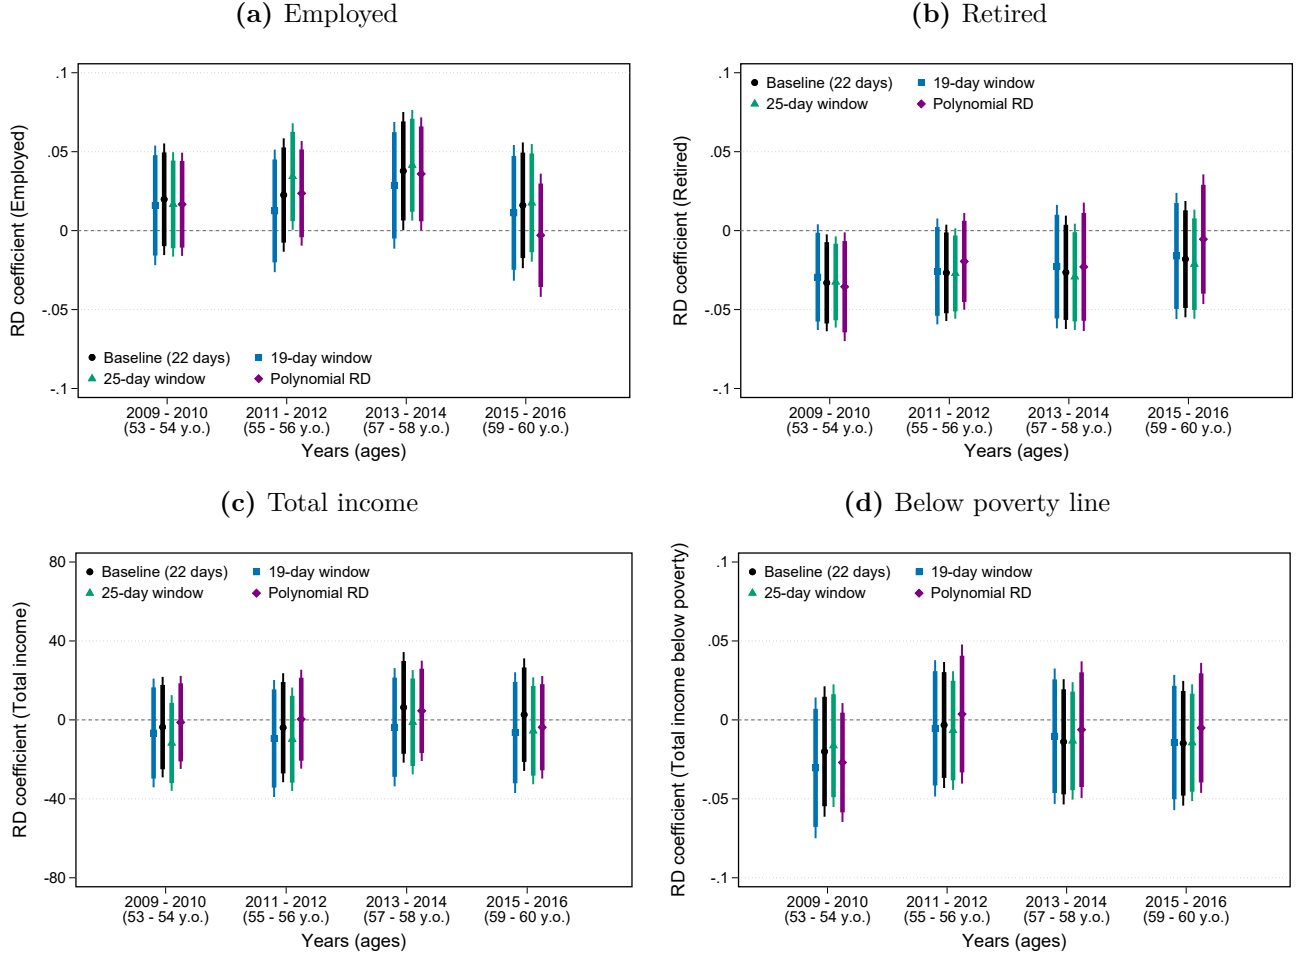 (a) Employed
RD coefficient (Employed)
.1
.05
0
-.05
-.1
Baseline (22 days)
19-day window
25-day window
Polynomial RD
2009 - 2010
(53 - 54 y.o.)
2011 - 2012
(55 - 56 y.o.)
2013 - 2014
(57 - 58 y.o.)
2015 - 2016
(59 - 60 y.o.)
Years (ages)
(b) Retired
RD coefficient (Retired)
.1
.05
0
-.05
-.1
Baseline (22 days)
19-day window
25-day window
Polynomial RD
2009 - 2010
(53 - 54 y.o.)
2011 - 2012
(55 - 56 y.o.)
2013 - 2014
(57 - 58 y.o.)
2015 - 2016
(59 - 60 y.o.)
Years (ages)
(c) Total income
RD coefficient (Total income)
80
40
0
-40
-80
Baseline (22 days)
19-day window
25-day window
Polynomial RD
2009 - 2010
(53 - 54 y.o.)
2011 - 2012
(55 - 56 y.o.)
2013 - 2014
(57 - 58 y.o.)
2015 - 2016
(59 - 60 y.o.)
Years (ages)
(d) Below poverty line
RD coefficient (Total income below poverty)
.1
.05
0
-.05
-.1
Baseline (22 days)
19-day window
25-day window
Polynomial RD
2009 - 2010
(53 - 54 y.o.)
2011 - 2012
(55 - 56 y.o.)
2013 - 2014
(57 - 58 y.o.)
2015 - 2016
(59 - 60 y.o.)
Years (ages)